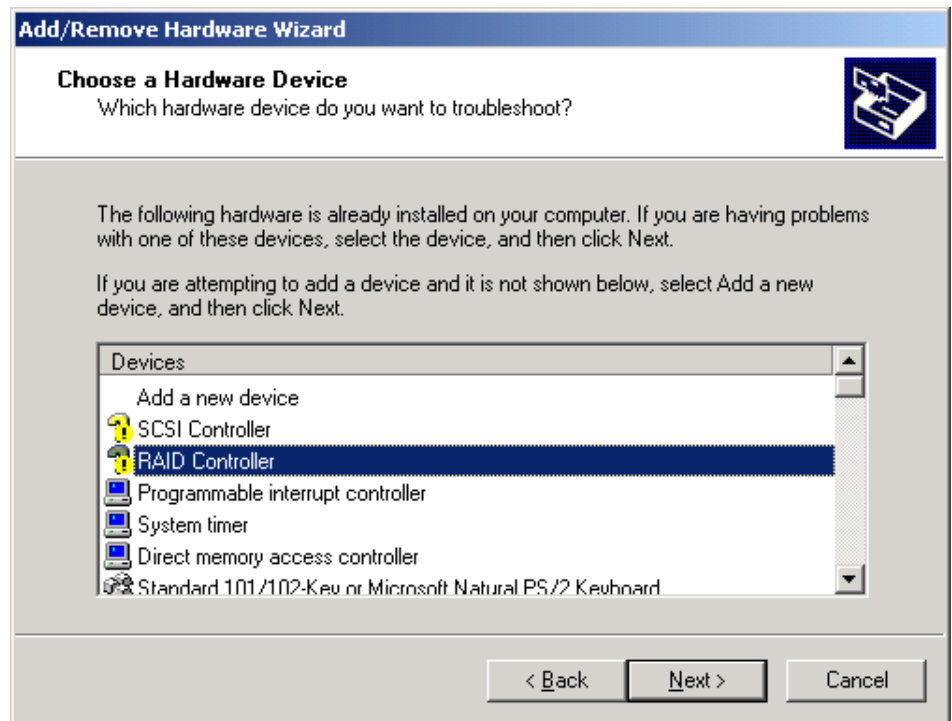 Add/Remove Hardware Wizard
Choose a Hardware Device
Which hardware device do you want to troubleshoot?
The following hardware is already installed on your computer. If you are having problems
with one of these devices, select the device, and then click Next.
If you are attempting to add a device and it is not shown below, select Add a new
device, and then click Next.
Devices
Add a new device
SCSI Controller
RAID Controller
Programmable interrupt controller
System timer
Direct memory access controller
Standard 101/102-Key or Microsoft Natural PS/2 Keyboard
< Back
Next >
Cancel